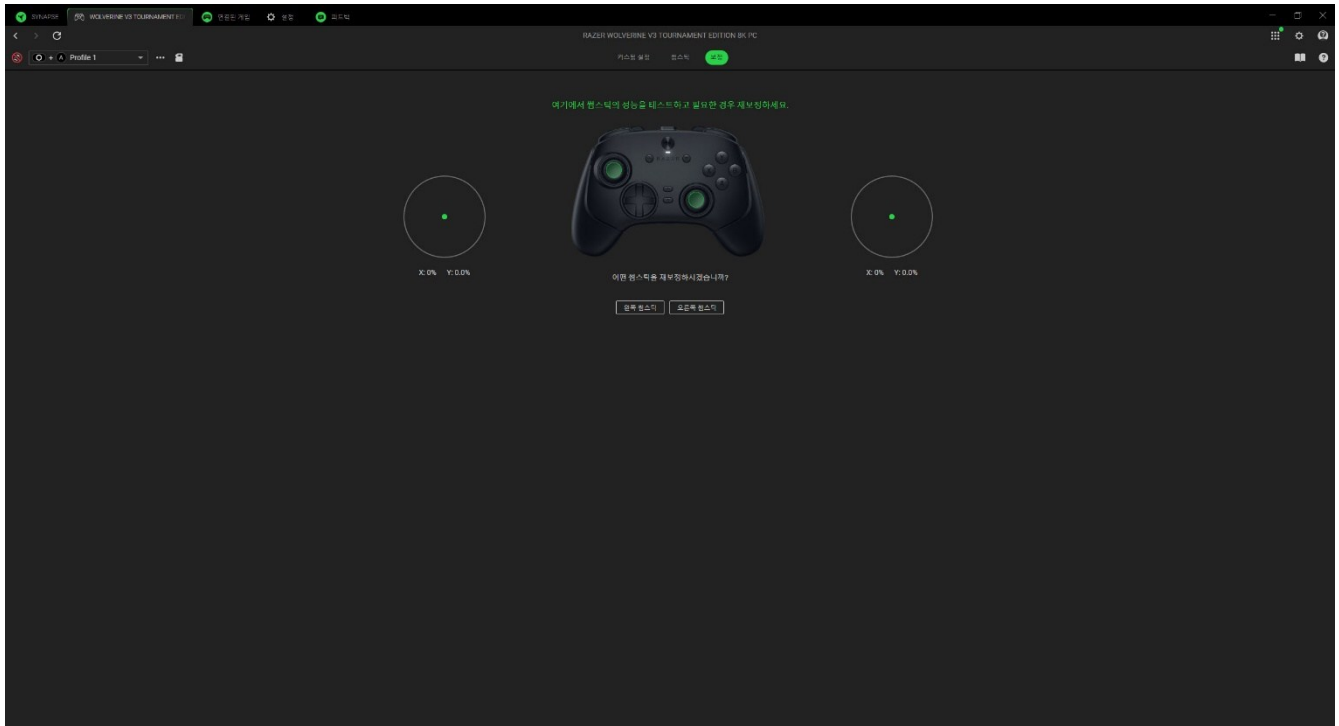 SYNAPSE
WOLVERINE V3 TOURNAMENT EDI
연결된 게임
설정
피드백
RAZER WOLVERINE V3 TOURNAMENT EDITION 8K PC
O + A Profile 1
커스텀 설정 썸스틱 보정
여기에서 썸스틱의 성능을 테스트하고 필요한 경우 재보정하세요.
X: 0% Y: 0.0%
X: 0% Y: 0.0%
어떤 썸스틱을 재보정하시겠습니까?
왼쪽 썸스틱 오른쪽 썸스틱